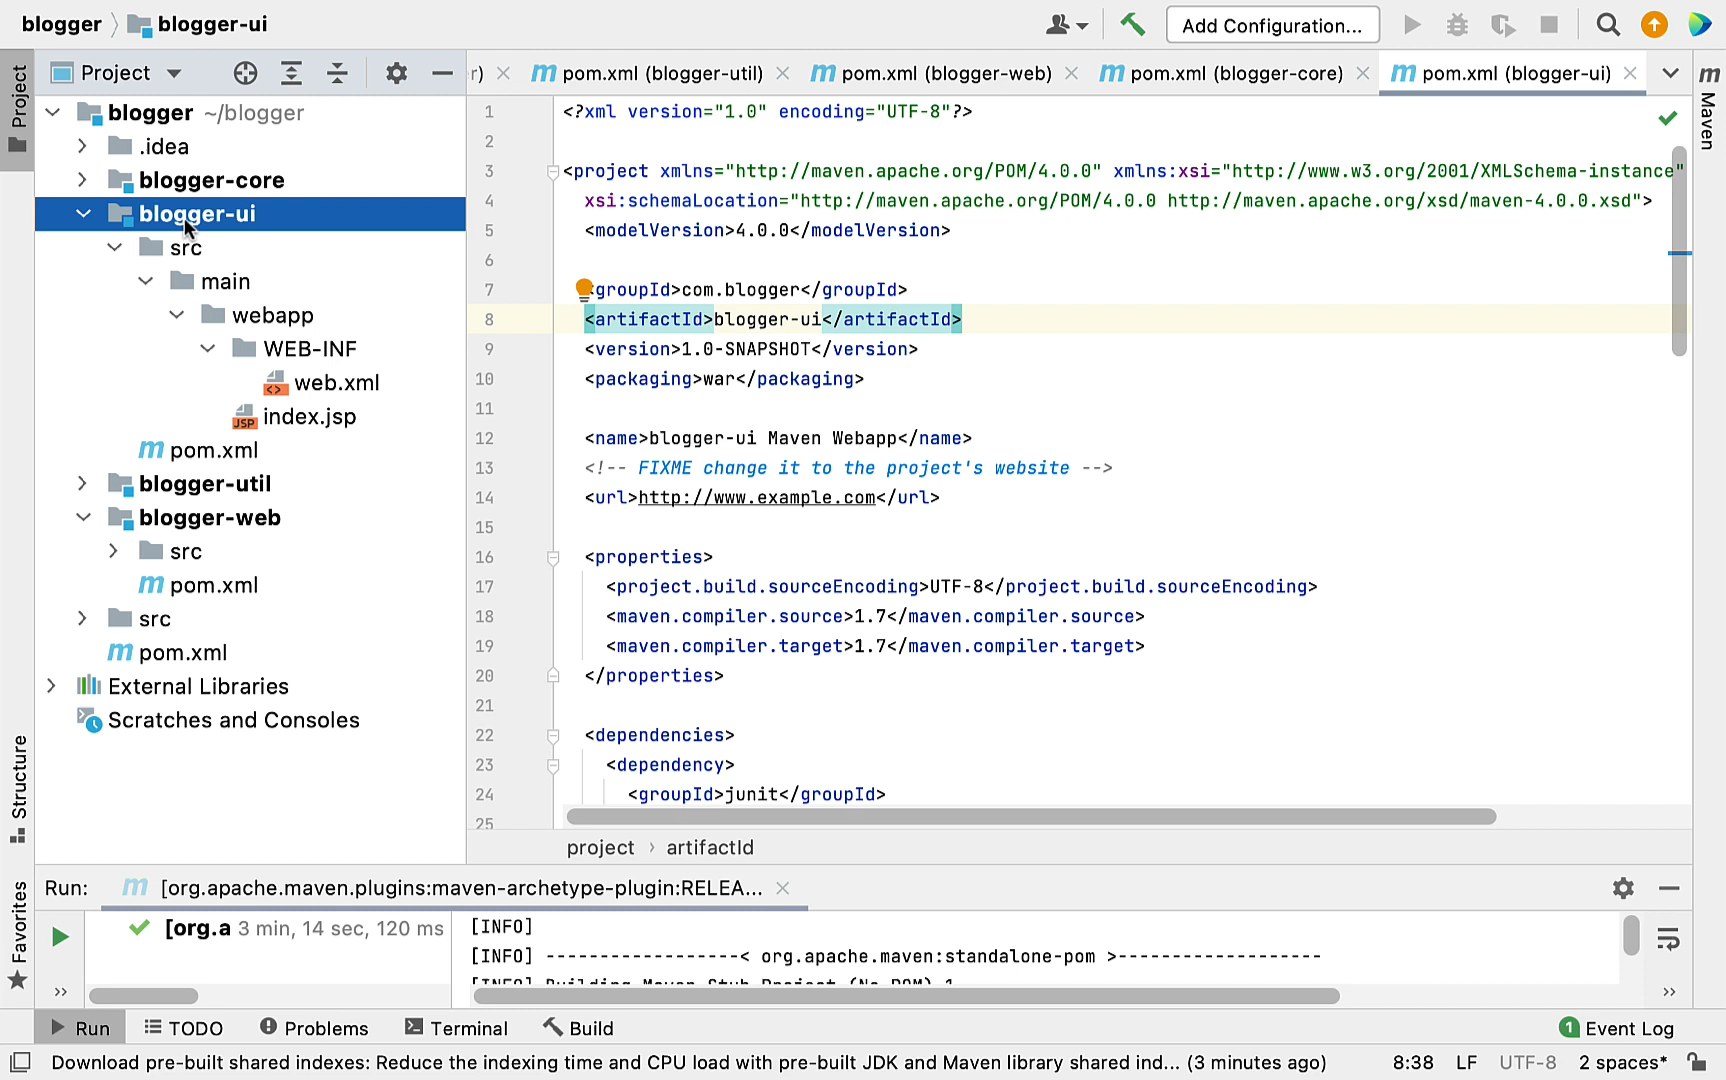 blogger blogger-ui Add Configuration...
Project r) pom.xml (blogger-util) pom.xml (blogger-web) pom.xml (blogger-core) pom.xml (blogger-ui)
Project
Maven
Structure
Favorites
blogger ~/blogger
.idea
blogger-core
blogger-ui
src
main
webapp
WEB-INF
web.xml
JSP index.jsp
pom.xml
blogger-util
blogger-web
src
pom.xml
src
pom.xml
External Libraries
Scratches and Consoles
1 <?xml version="1.0" encoding="UTF-8"?>
2
3 <project xmlns="http://maven.apache.org/POM/4.0.0" xmlns:xsi="http://www.w3.org/2001/XMLSchema-instance"
4 xsi:schemaLocation="http://maven.apache.org/POM/4.0.0 http://maven.apache.org/xsd/maven-4.0.0.xsd">
5 <modelVersion>4.0.0</modelVersion>
6
7 <groupId>com.blogger</groupId>
8 <artifactId>blogger-ui</artifactId>
9 <version>1.0-SNAPSHOT</version>
10 <packaging>war</packaging>
11
12 <name>blogger-ui Maven Webapp</name>
13 <!-- FIXME change it to the project's website -->
14 <url>http://www.example.com</url>
15
16 <properties>
17 <project.build.sourceEncoding>UTF-8</project.build.sourceEncoding>
18 <maven.compiler.source>1.7</maven.compiler.source>
19 <maven.compiler.target>1.7</maven.compiler.target>
20 </properties>
21
22 <dependencies>
23 <dependency>
24 <groupId>junit</groupId>
25
project › artifactId
Run: [org.apache.maven.plugins:maven-archetype-plugin:RELEA...
[org.a 3 min, 14 sec, 120 ms
[INFO]
[INFO] ------------------< org.apache.maven:standalone-pom >-------------------
[INFO] Building Maven Stub Project (No POM) 1
Run TODO Problems Terminal Build 1 Event Log
Download pre-built shared indexes: Reduce the indexing time and CPU load with pre-built JDK and Maven library shared ind... (3 minutes ago) 8:38 LF UTF-8 2 spaces*